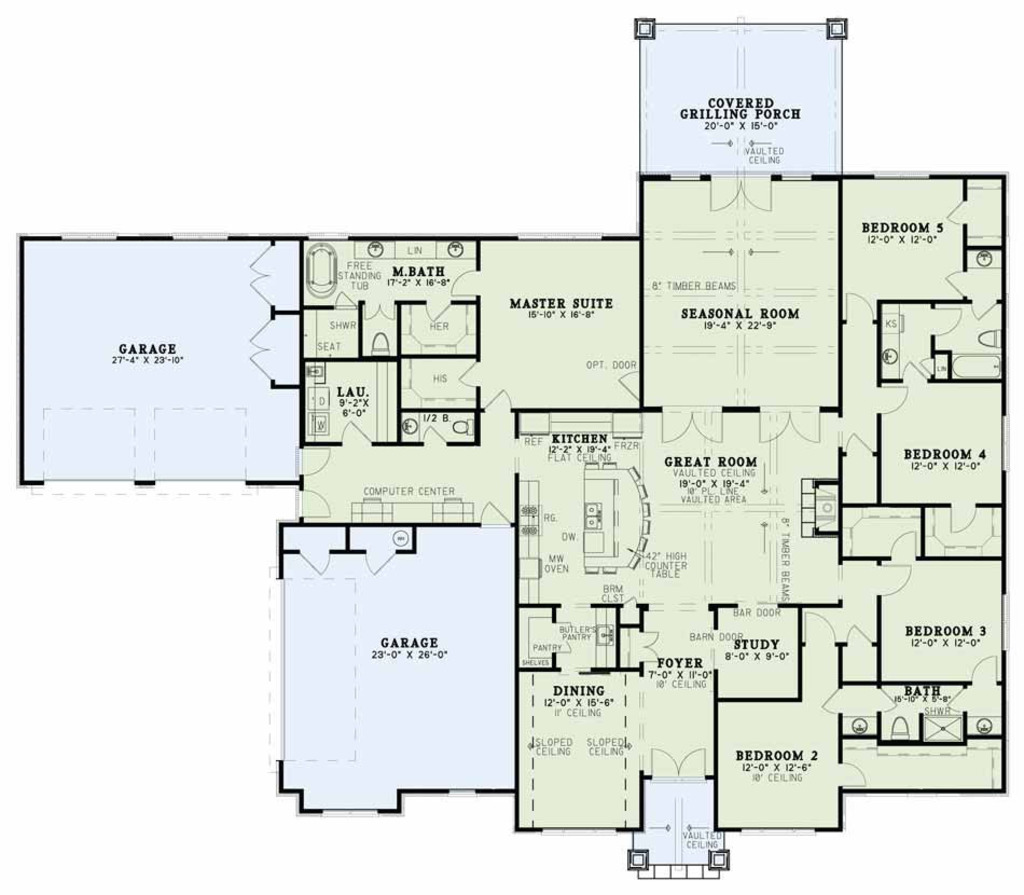 COVERED
GRILLING PORCH
20'-0" X 15'-0"
VAULTED
CEILING
BEDROOM 5
12'-0" X 12'-0"
LIN
FREE
STANDING
TUB
M.BATH
17'-2" X 16'-8"
MASTER SUITE
15'-10" X 16'-8"
8" TIMBER BEAMS
SEASONAL ROOM
19'-4" X 22'-9"
SHWR
SEAT
HER
KS
GARAGE
27'-4" X 23'-10"
OPT. DOOR
LIN
HIS
LAU.
9'-2"X
6'-0"
D
W
1/2 B.
REF
KITCHEN
12'-2" X 19'-4"
FLAT CEILING
FRZR
GREAT ROOM
VAULTED CEILING
19'-0" X 19'-4"
10' PL. LINE
VAULTED AREA
BEDROOM 4
12'-0" X 12'-0"
COMPUTER CENTER
RG.
DW.
MW
OVEN
42" HIGH
COUNTER
TABLE
8" TIMBER BEAMS
WH
BRM
CLST
BAR DOOR
BARN DOOR
BUTLER'S
PANTRY
PANTRY
SHELVES
STUDY
8'-0" X 9'-0"
BEDROOM 3
12'-0" X 12'-0"
GARAGE
23'-0" X 26'-0"
FOYER
7'-0" X 11'-0"
10' CEILING
DINING
12'-0" X 15'-6"
11' CEILING
BATH
15'-10" X 5'-8"
SHWR
SLOPED
CEILING
SLOPED
CEILING
BEDROOM 2
12'-0" X 12'-6"
10' CEILING
VAULTED
CEILING